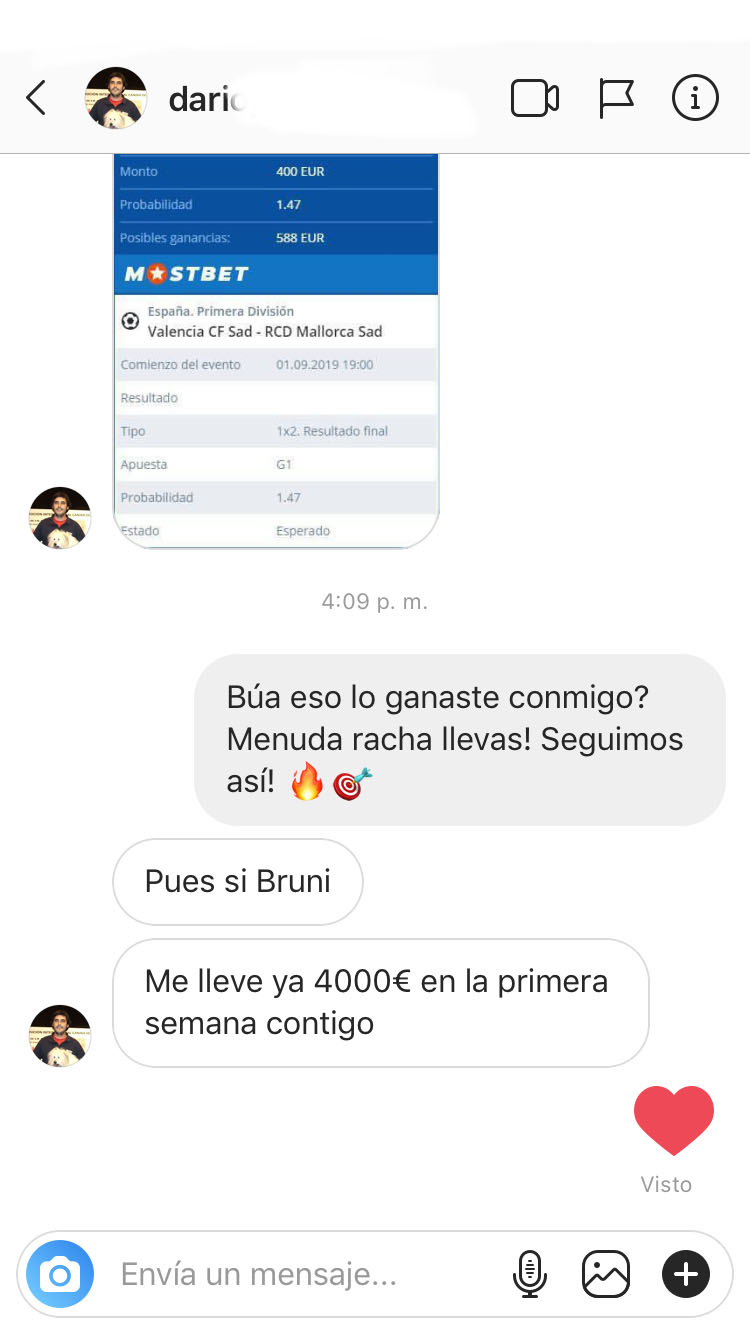 daric
Monto 400 EUR
Probabilidad 1.47
Posibles ganancias: 588 EUR
MOSTBET
España. Primera División
Valencia CF Sad - RCD Mallorca Sad
Comienzo del evento 01.09.2019 19:00
Resultado
Tipo 1x2. Resultado final
Apuesta G1
Probabilidad 1.47
Estado Esperado
4:09 p. m.
Búa eso lo ganaste conmigo?
Menuda racha llevas! Seguimos
así! 🔥🎯
Pues si Bruni
Me lleve ya 4000€ en la primera
semana contigo
Visto
Envía un mensaje...